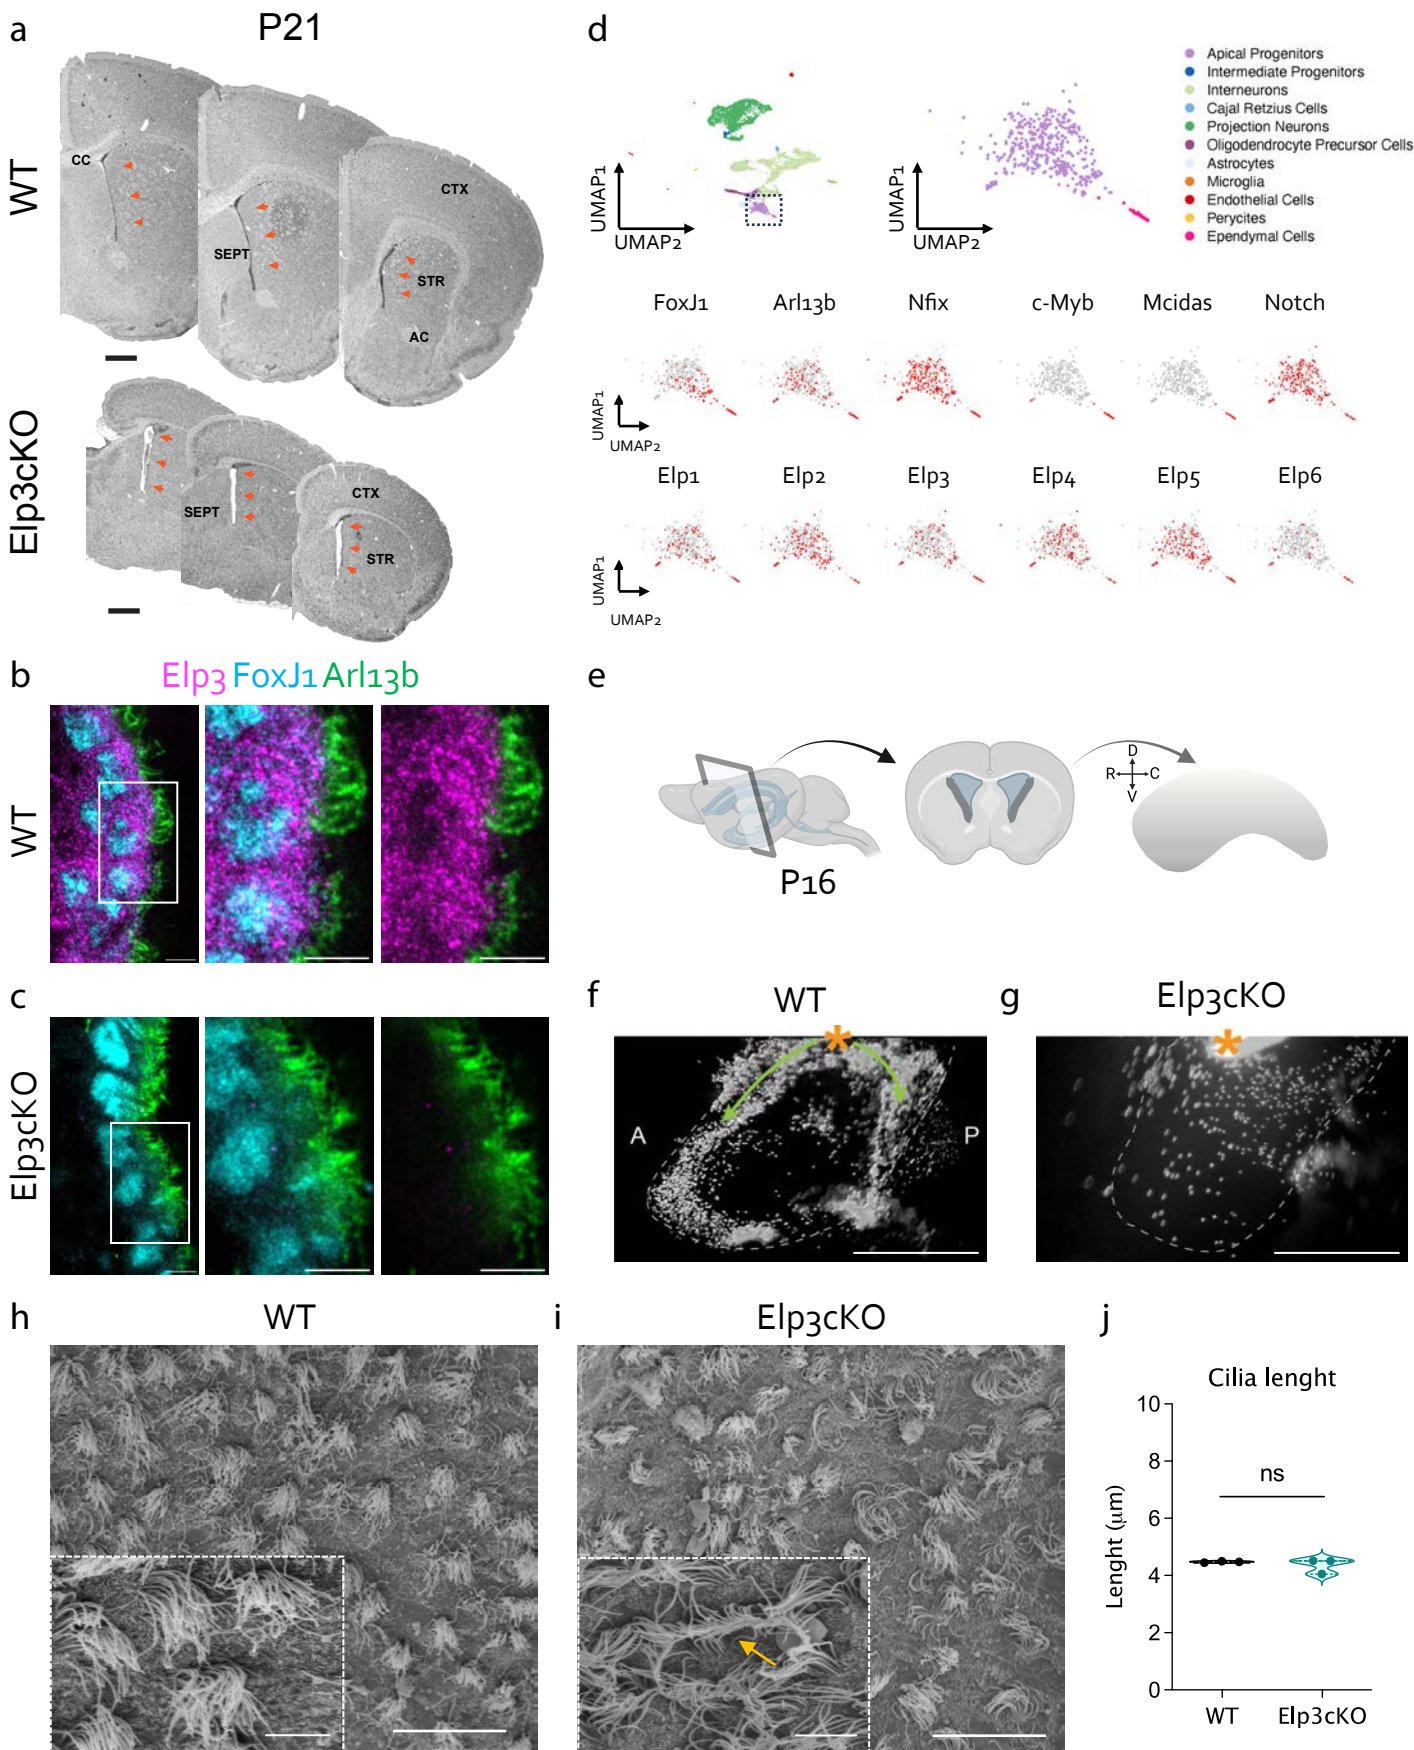 a
P21
WT
CC
SEPT
CTX
STR
AC
Elp3cKO
SEPT
CTX
STR
b
Elp3 FoxJ1 Arl13b
WT
c
Elp3cKO
d
UMAP1
UMAP2
UMAP1
UMAP2
Apical Progenitors
Intermediate Progenitors
Interneurons
Cajal Retzius Cells
Projection Neurons
Oligodendrocyte Precursor Cells
Astrocytes
Microglia
Endothelial Cells
Perycites
Ependymal Cells
FoxJ1 Arl13b Nfix c-Myb Mcidas Notch
UMAP1
UMAP2
Elp1 Elp2 Elp3 Elp4 Elp5 Elp6
UMAP1
UMAP2
e
P16
D
R C
V
f
WT
A
P
g
Elp3cKO
h
WT
i
Elp3cKO
j
Cilia lenght
Lenght (µm)
10
8
6
4
2
0
ns
WT
Elp3cKO